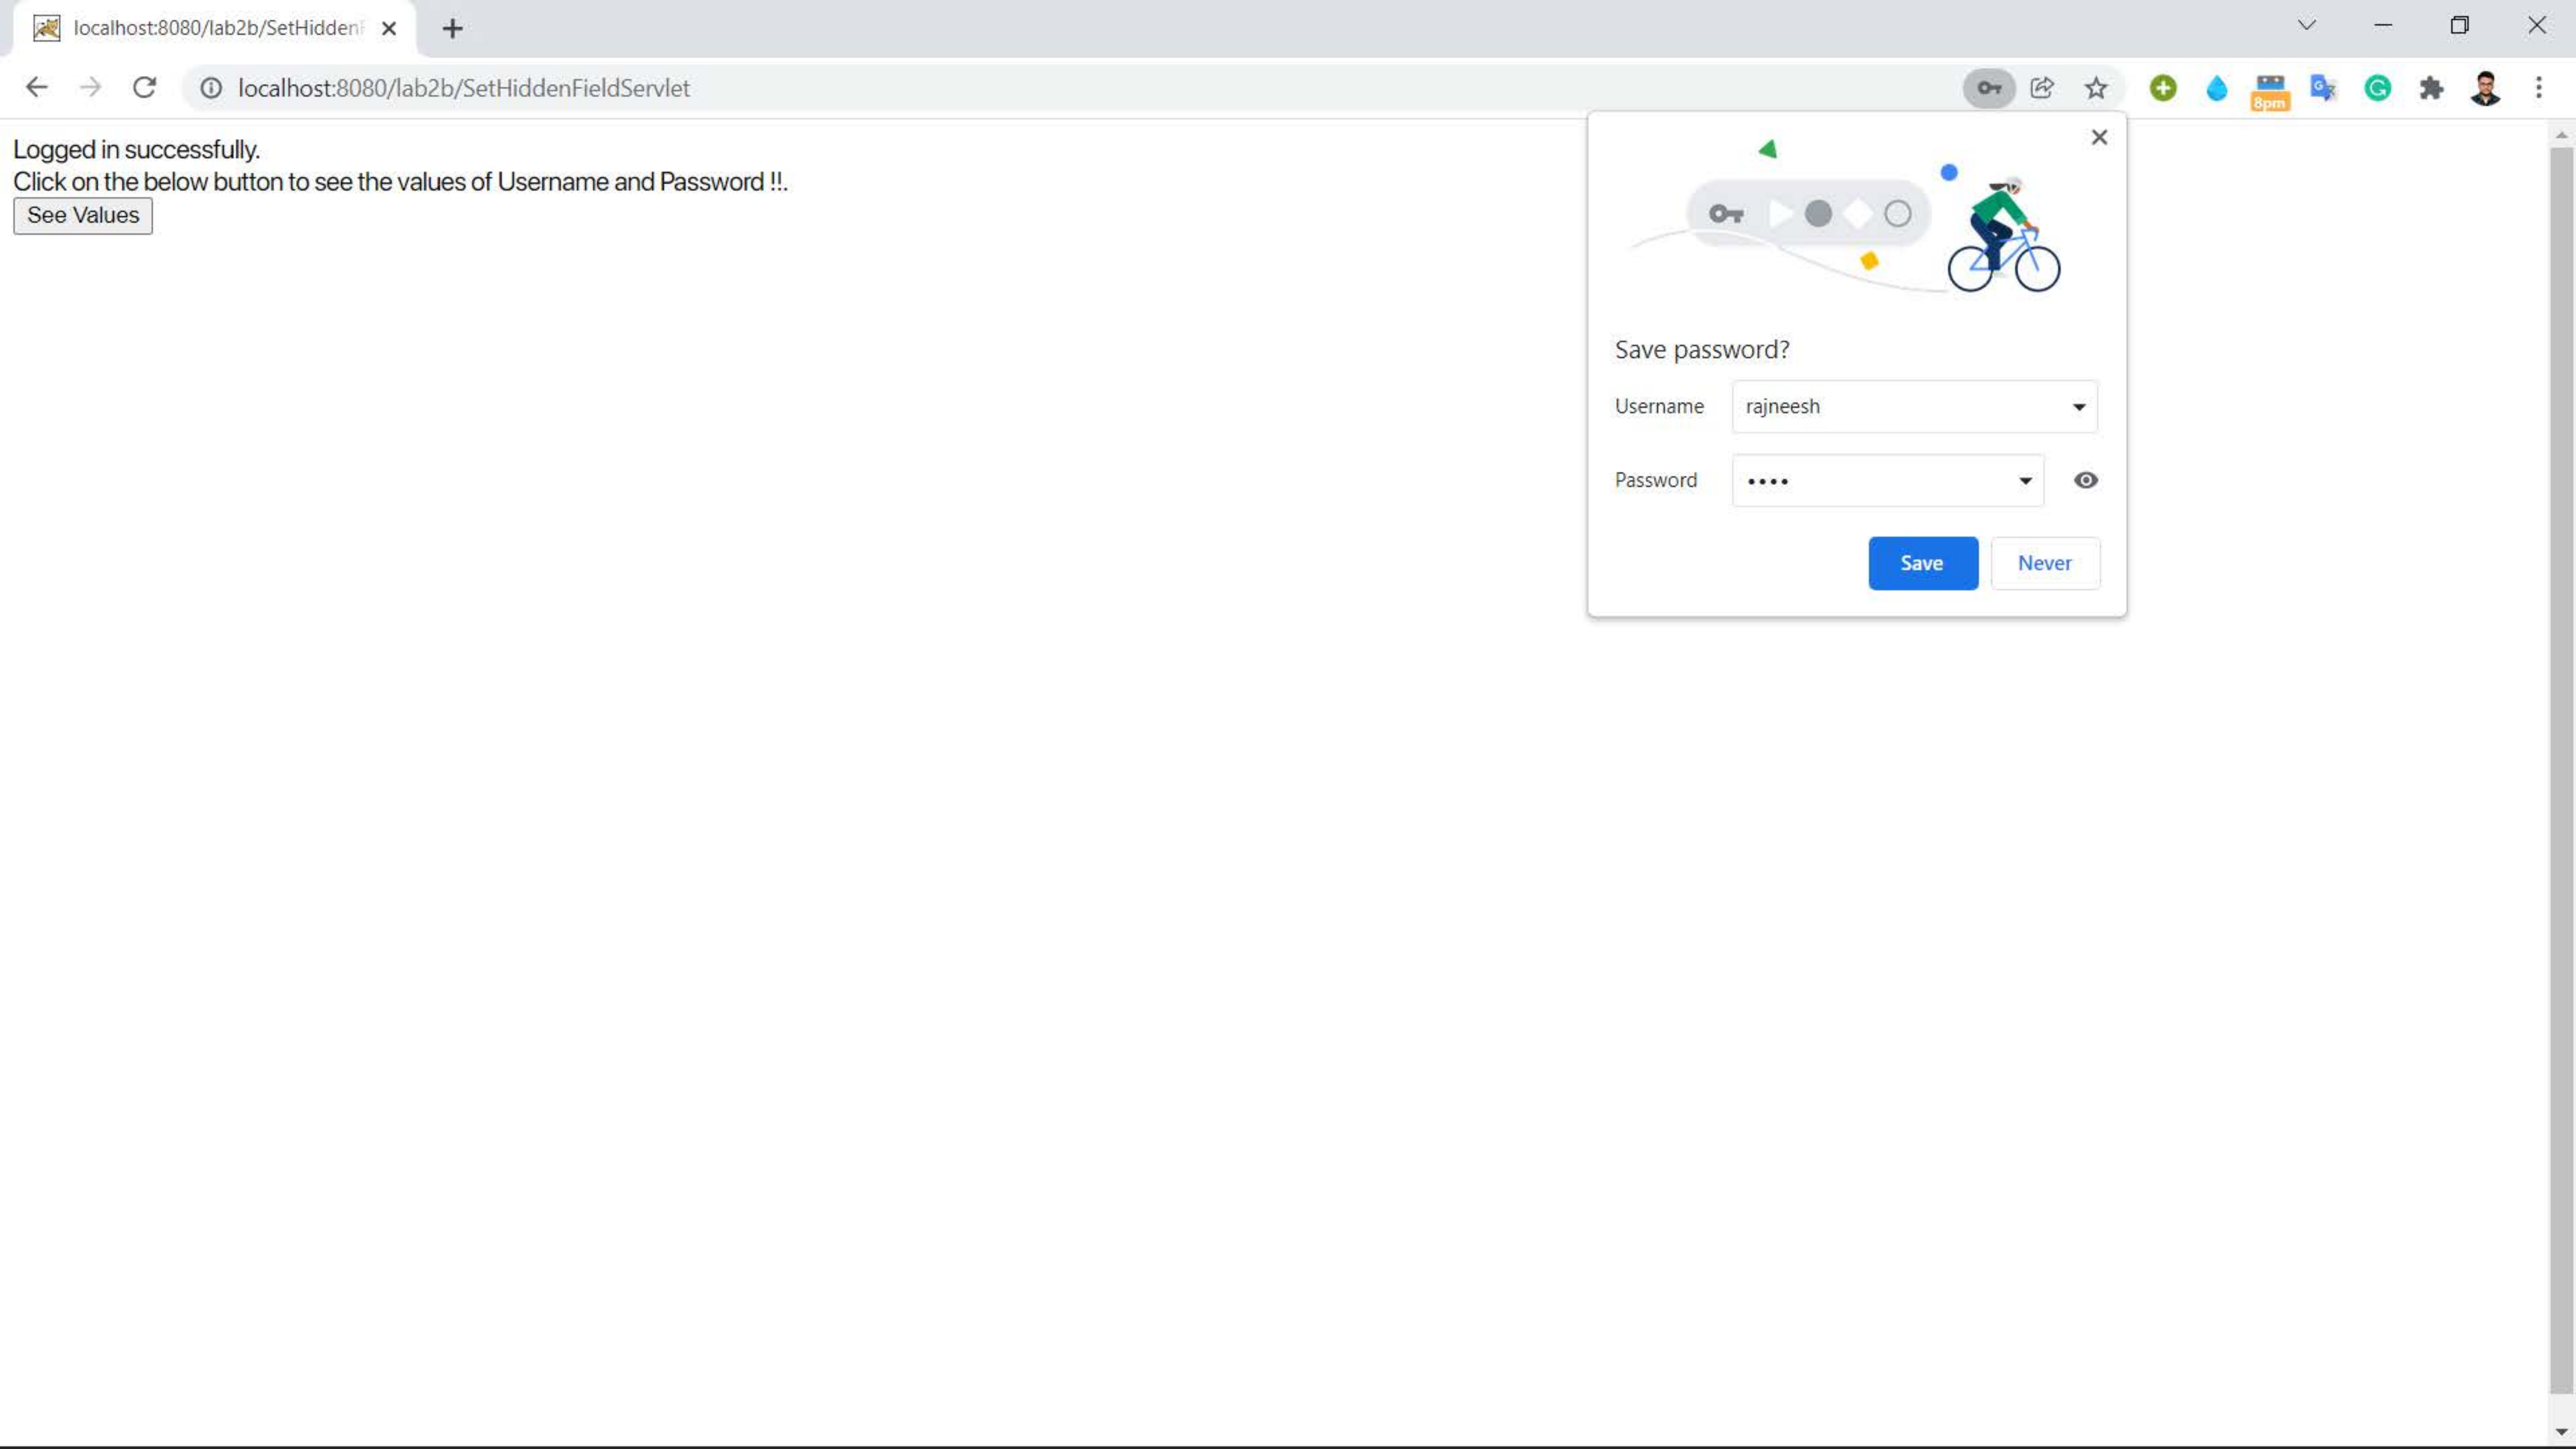 localhost:8080/lab2b/SetHidden
localhost:8080/lab2b/SetHiddenFieldServlet
8pm
G
Logged in successfully.
Click on the below button to see the values of Username and Password !!.
See Values
Save password?
Username rajneesh
Password ••••
Save Never